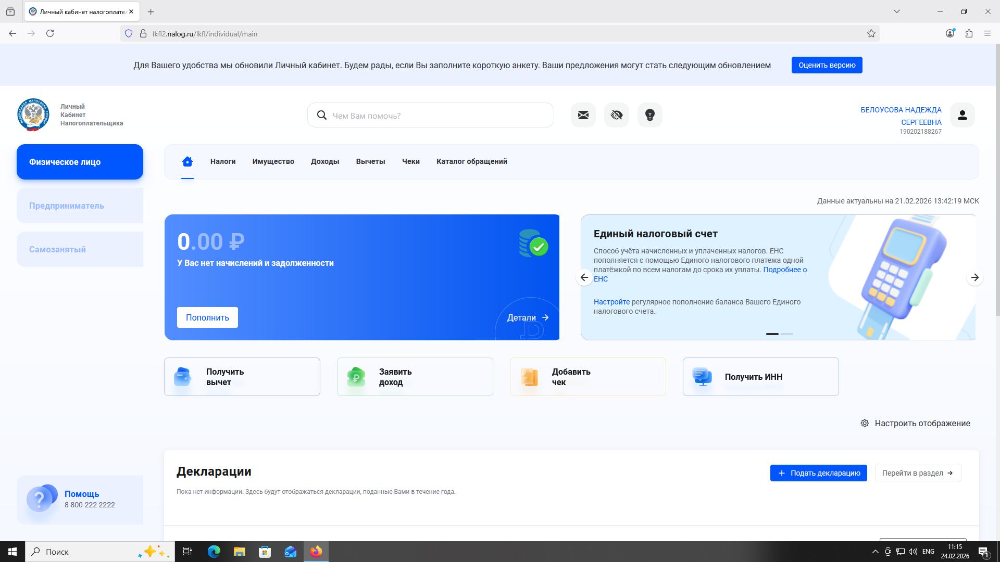 Личный кабинет налогоплате
lkfl2.nalog.ru/lkfl/individual/main
Для Вашего удобства мы обновили Личный кабинет. Будем рады, если Вы заполните короткую анкету. Ваши предложения могут стать следующим обновлением
Оценить версию
Личный
Кабинет
Налогоплательщика
Чем Вам помочь?
БЕЛОУСОВА НАДЕЖДА
СЕРГЕЕВНА
190202188267
Физическое лицо
Предприниматель
Самозанятый
Налоги
Имущество
Доходы
Вычеты
Чеки
Каталог обращений
Данные актуальны на 21.02.2026 13:42:19 МСК
0.00 ₽
У Вас нет начислений и задолженности
Пополнить
Детали
Единый налоговый счет
Способ учёта начисленных и уплаченных налогов. ЕНС
пополняется с помощью Единого налогового платежа одной
платёжкой по всем налогам до срока их уплаты. Подробнее о
ЕНС
Настройте регулярное пополнение баланса Вашего Единого
налогового счета.
Получить
вычет
Заявить
доход
Добавить
чек
Получить ИНН
Настроить отображение
Декларации
Подать декларацию
Перейти в раздел
Пока нет информации. Здесь будут отображаться декларации, поданные Вами в течение года.
Помощь
8 800 222 2222
Поиск
ENG
11:15
24.02.2026
1